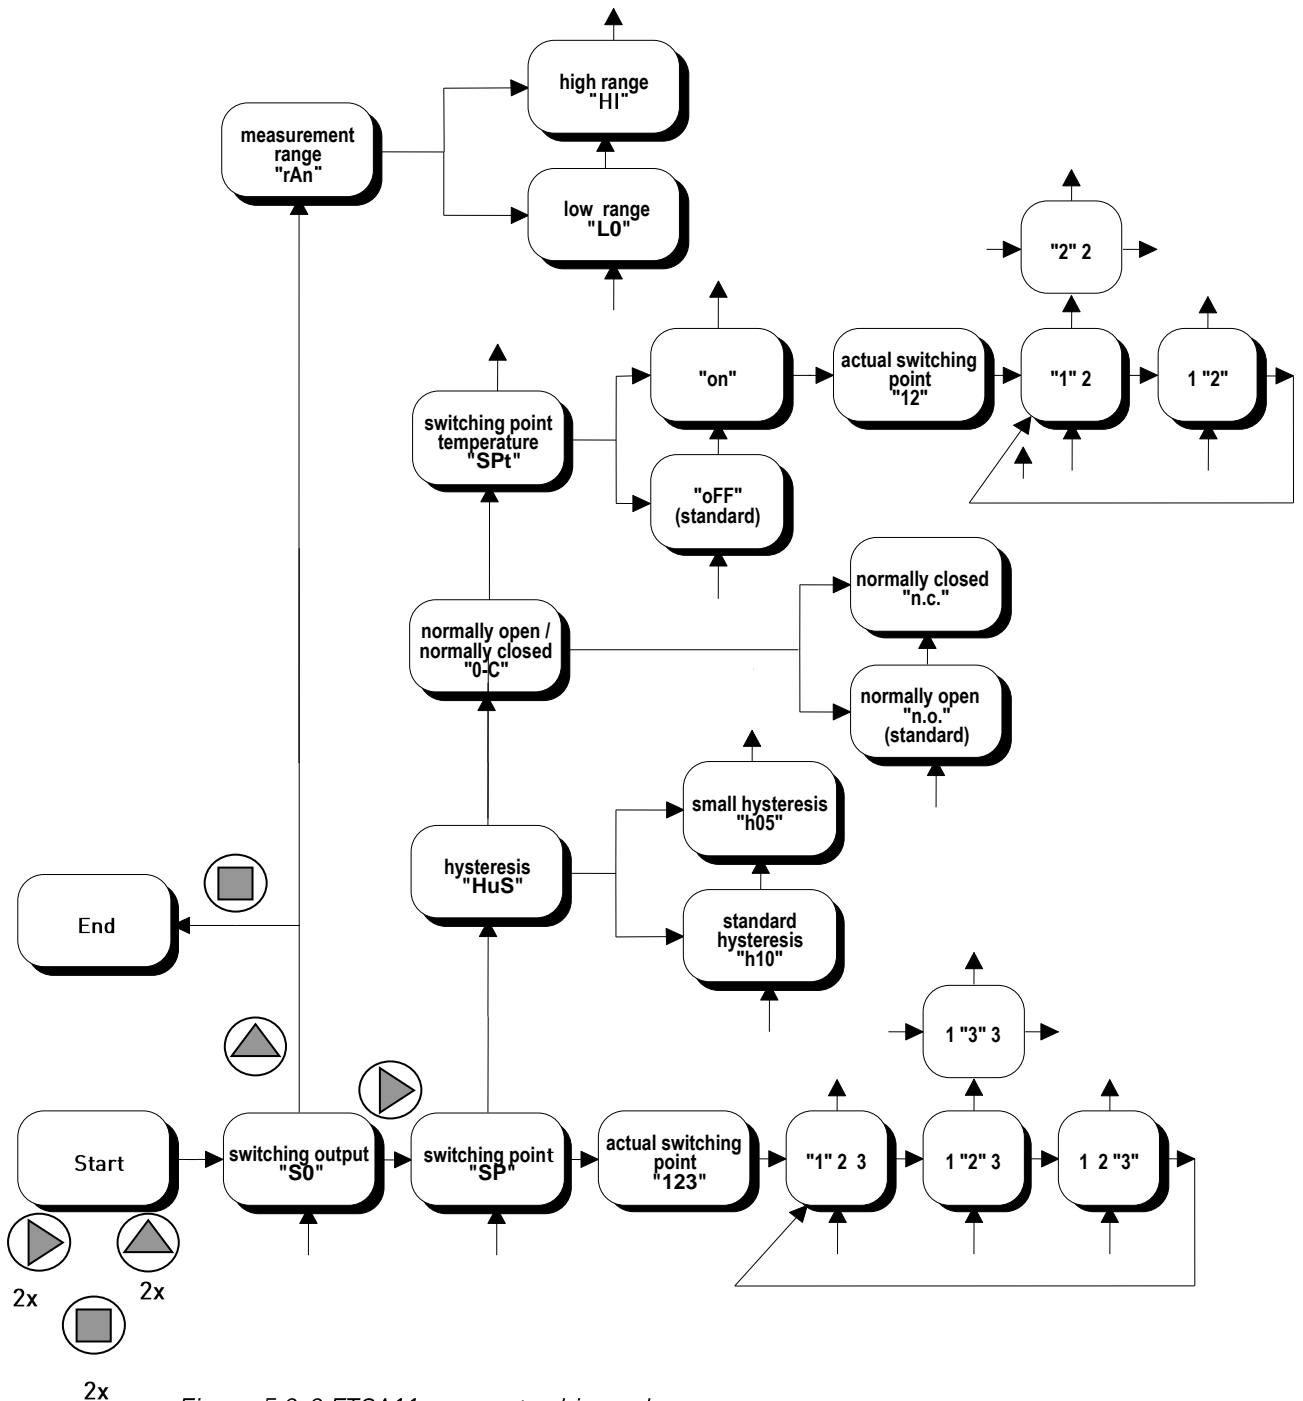 high range
"HI"
measurement
range
"rAn"
low range
"L0"
"2" 2
"on"
actual switching
point
"12"
"1" 2
1 "2"
switching point
temperature
"SPt"
"oFF"
(standard)
normally closed
"n.c."
normally open /
normally closed
"0-C"
normally open
"n.o."
(standard)
small hysteresis
"h05"
hysteresis
"HuS"
standard
hysteresis
"h10"
End
1 "3" 3
Start
switching output
"S0"
switching point
"SP"
actual switching
point
"123"
"1" 2 3
1 "2" 3
1 2 "3"
2x
2x
2x